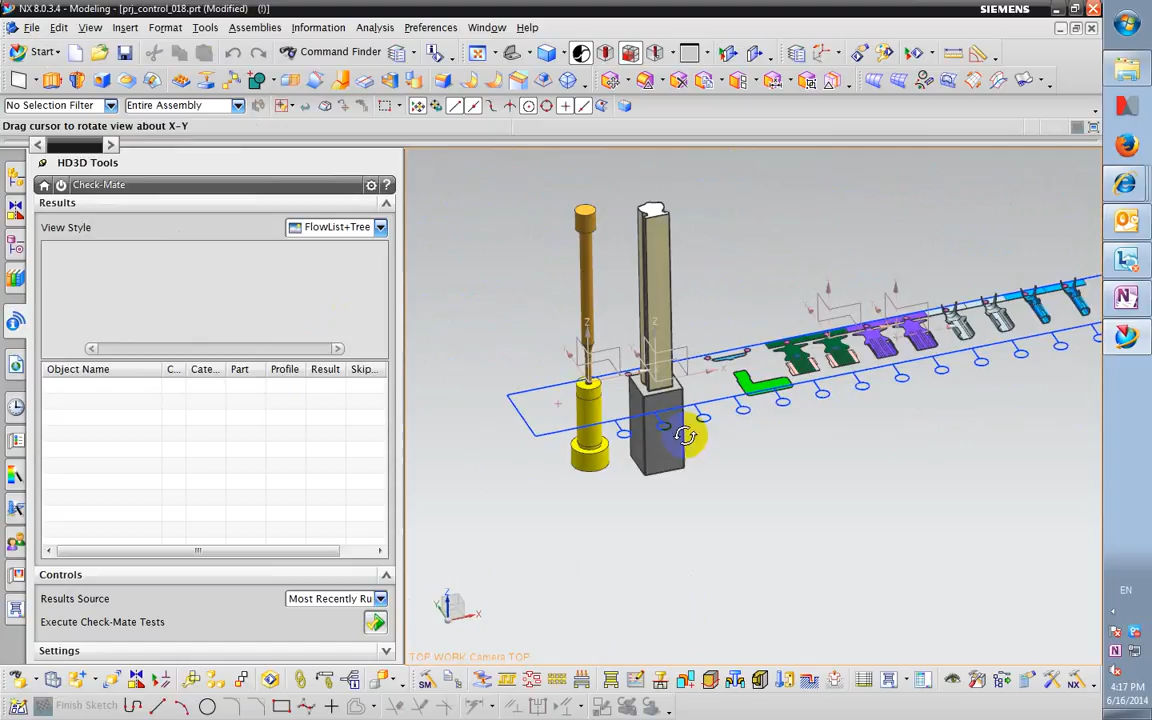 NX 8.0.3.4 - Modeling - [prj_control_018.prt (Modified) (!)]
SIEMENS
File Edit View Insert Format Tools Assemblies Information Analysis Preferences Window Help
Start
Command Finder
No Selection Filter
Entire Assembly
Drag cursor to rotate view about X-Y
HD3D Tools
Check-Mate
Results
View Style
FlowList+Tree
Object Name C... Cate... Part Profile Result Skip...
Controls
Results Source
Most Recently Ru
Execute Check-Mate Tests
Settings
Z
Z
X
Z
Y
X
TOP WORK Camera TOP
EN
Finish Sketch
SM
NX
4:17 PM
6/16/2014